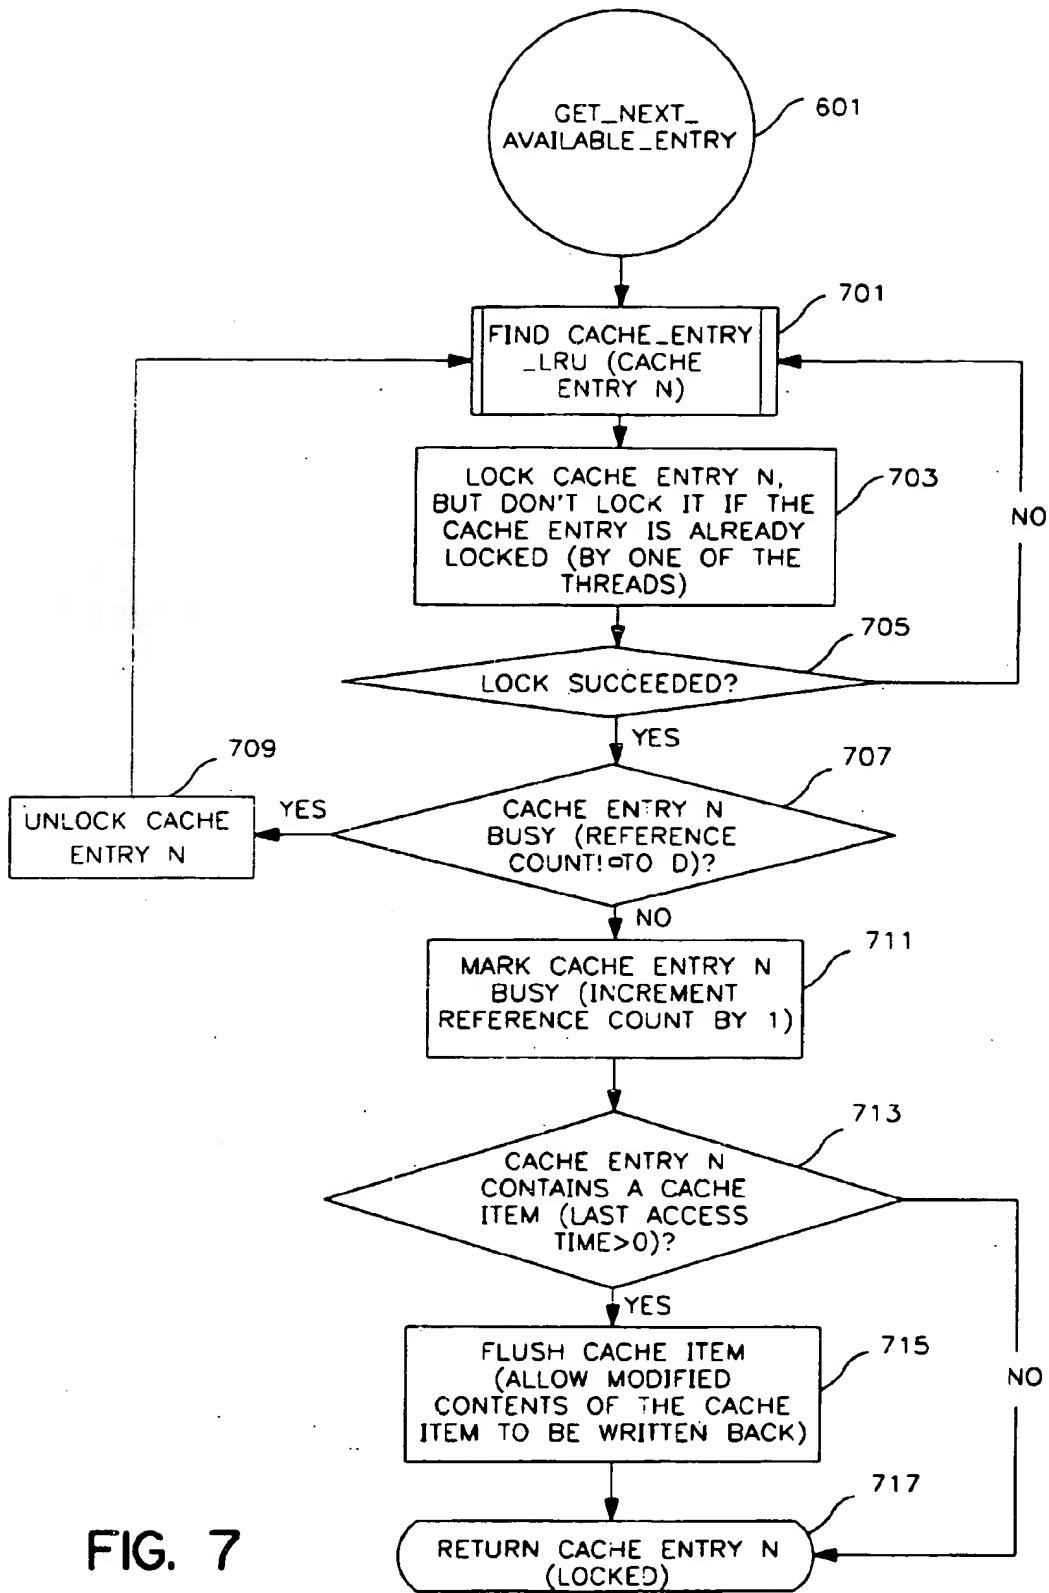 GET_NEXT_
AVAILABLE_ENTRY
601
701
FIND CACHE_ENTRY
_LRU (CACHE
ENTRY N)
LOCK CACHE ENTRY N,
BUT DON'T LOCK IT IF THE
CACHE ENTRY IS ALREADY
LOCKED (BY ONE OF THE
THREADS)
703
NO
705
LOCK SUCCEEDED?
YES
709
UNLOCK CACHE
ENTRY N
YES
707
CACHE ENTRY N
BUSY (REFERENCE
COUNT!=TO D)?
NO
711
MARK CACHE ENTRY N
BUSY (INCREMENT
REFERENCE COUNT BY 1)
713
CACHE ENTRY N
CONTAINS A CACHE
ITEM (LAST ACCESS
TIME>0)?
YES
NO
715
FLUSH CACHE ITEM
(ALLOW MODIFIED
CONTENTS OF THE CACHE
ITEM TO BE WRITTEN BACK)
717
RETURN CACHE ENTRY N
(LOCKED)
FIG. 7